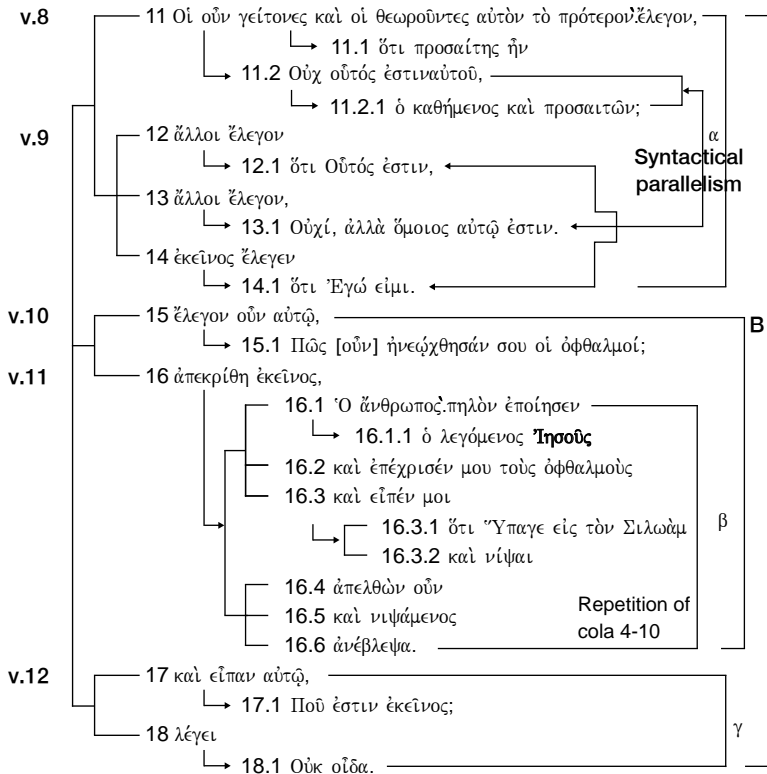 v.8 11 Οἱ οὖν γείτονες καὶ οἱ θεωροῦντες αὐτὸν τὸ πρότερον ἔλεγον,
11.1 ὅτι προσαίτης ἦν
11.2 Οὐχ οὗτός ἐστιναὐτοῦ,
11.2.1 ὁ καθήμενος καὶ προσαιτῶν;
α
v.9 12 ἄλλοι ἔλεγον
Syntactical
12.1 ὅτι Οὗτός ἐστιν,
parallelism
13 ἄλλοι ἔλεγον,
13.1 Οὐχί, ἀλλὰ ὅμοιος αὐτῷ ἐστιν.
14 ἐκεῖνος ἔλεγεν
14.1 ὅτι Ἐγώ εἰμι.
v.10 15 ἔλεγον οὖν αὐτῷ,
B
15.1 Πῶς [οὖν] ἠνεῴχθησάν σου οἱ ὀφθαλμοί;
v.11 16 ἀπεκρίθη ἐκεῖνος,
16.1 Ὁ ἄνθρωπος πηλὸν ἐποίησεν
16.1.1 ὁ λεγόμενος Ἰησοῦς
16.2 καὶ ἐπέχρισέν μου τοὺς ὀφθαλμοὺς
16.3 καὶ εἶπέν μοι
β
16.3.1 ὅτι Ὕπαγε εἰς τὸν Σιλωὰμ
16.3.2 καὶ νίψαι
16.4 ἀπελθὼν οὖν
16.5 καὶ νιψάμενος
Repetition of
cola 4-10
16.6 ἀνέβλεψα.
v.12 17 καὶ εἶπαν αὐτῷ,
17.1 Ποῦ ἐστιν ἐκεῖνος;
γ
18 λέγει
18.1 Οὐκ οἶδα.